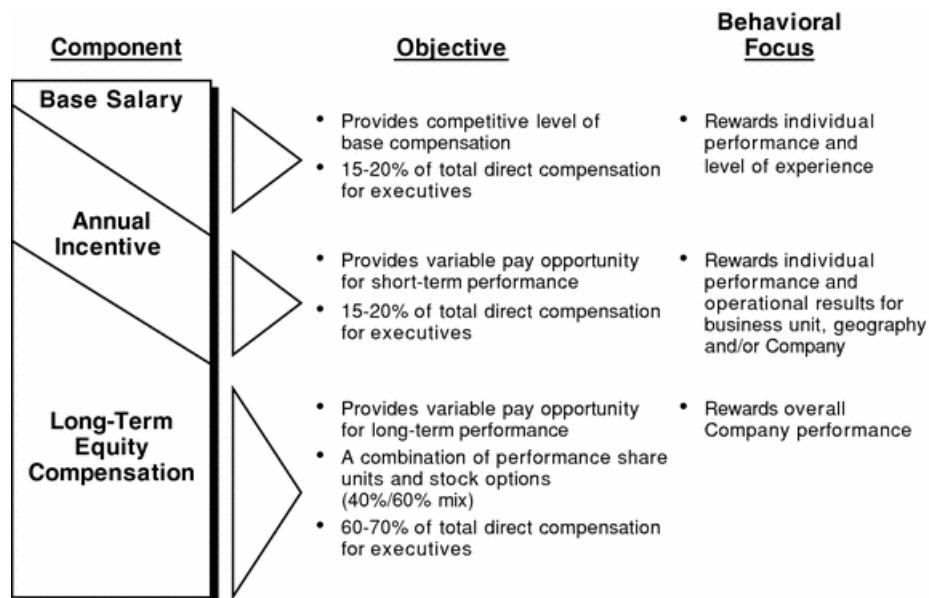 Component
Objective
Behavioral
Focus
Base Salary
• Provides competitive level of
base compensation
• 15-20% of total direct compensation
for executives
• Rewards individual
performance and
level of experience
Annual
Incentive
• Provides variable pay opportunity
for short-term performance
• 15-20% of total direct compensation
for executives
• Rewards individual
performance and
operational results for
business unit, geography
and/or Company
Long-Term
Equity
Compensation
• Provides variable pay opportunity
for long-term performance
• A combination of performance share
units and stock options
(40%/60% mix)
• 60-70% of total direct compensation
for executives
• Rewards overall
Company performance